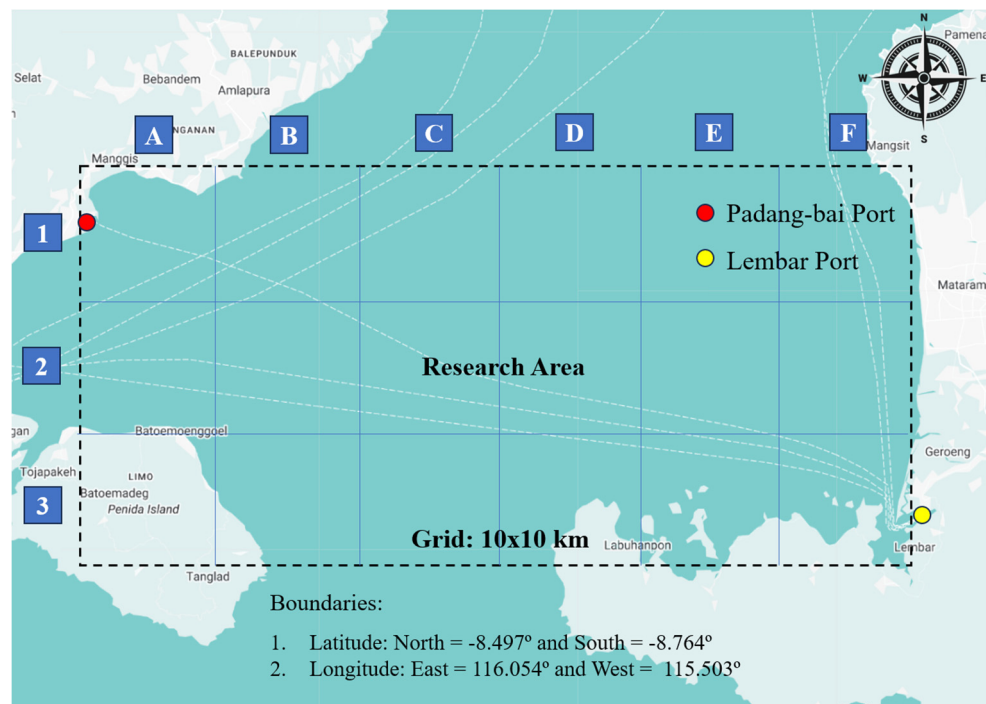 N
Pamena
BALEPUNDUK
Selat
Bebandem
Amlapura
W
E
S
A
NGANAN
B
C
D
E
F
Mangsit
Manggis
1
Padang-bai Port
Lembar Port
Mataram
2
Research Area
gan
Batoemoenggoel
Geroeng
Tojapakeh
LIMO
Batoemadeg
3
Penida Island
Grid: 10x10 km
Labuhanpon
Lembar
Tanglad
Boundaries:
1. Latitude: North = -8.497º and South = -8.764º
2. Longitude: East = 116.054º and West = 115.503º